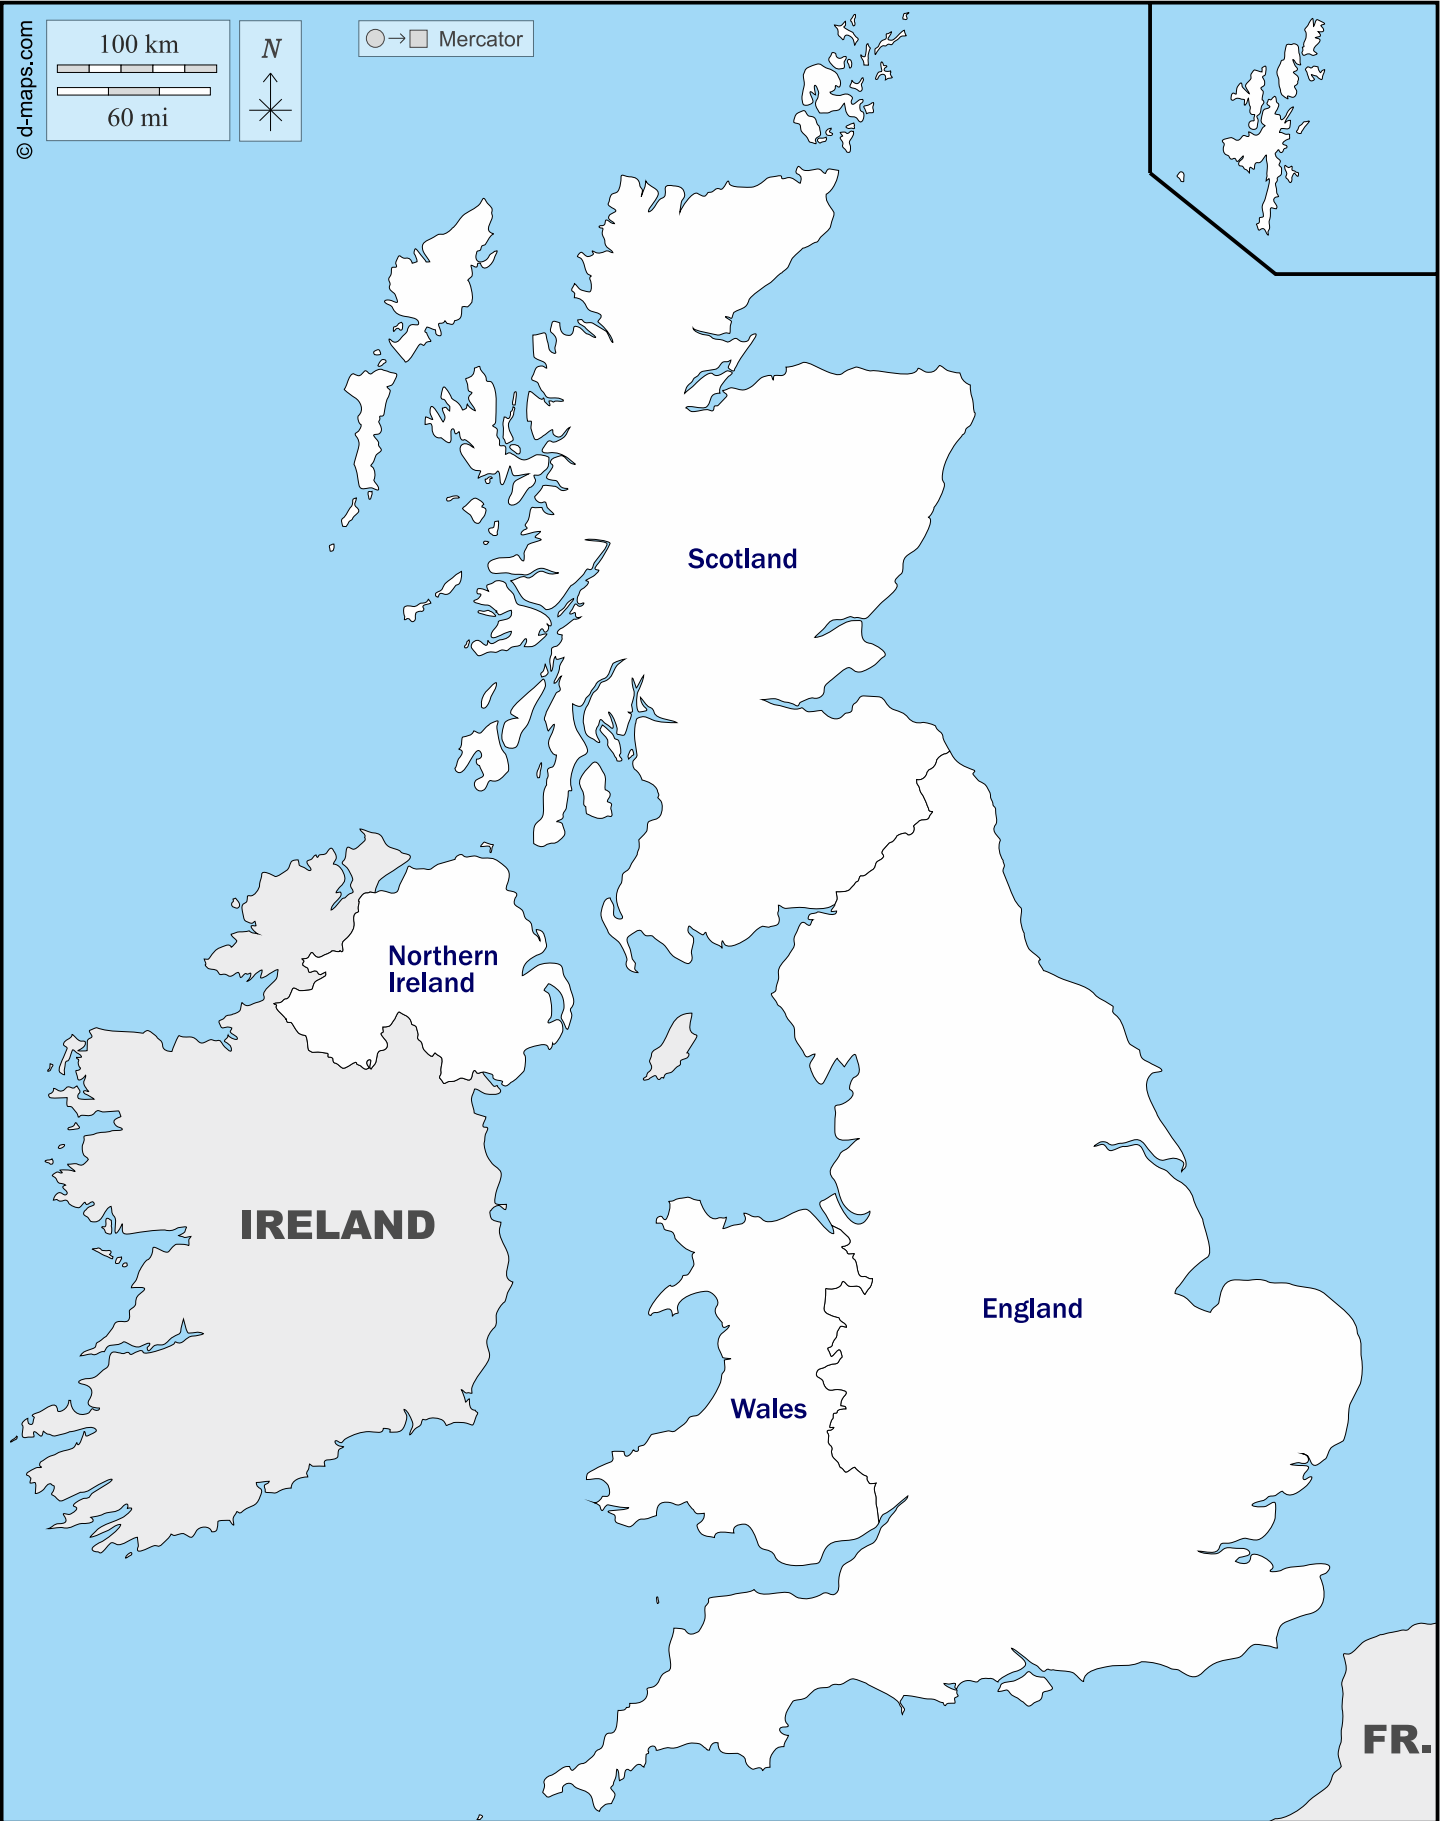 © d-maps.com
100 km
60 mi
N
Mercator
Scotland
Northern
Ireland
IRELAND
England
Wales
FR.